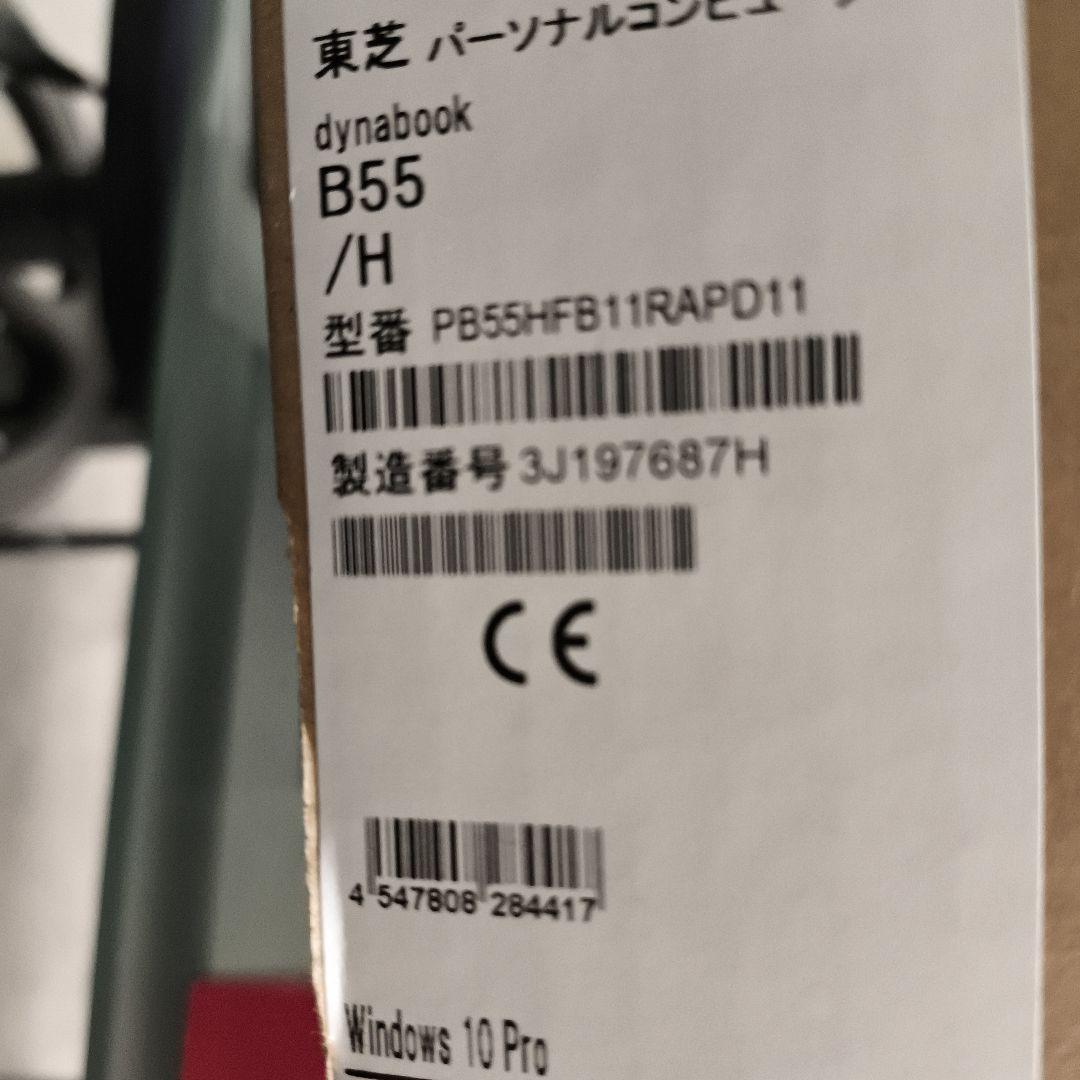 東芝 パーソナルコンピュー
dynabook
B55
/H
型番 PB55HFB11RAPD11
製造番号 3J197687H
CE
4 547808 284417
Windows 10 Pro